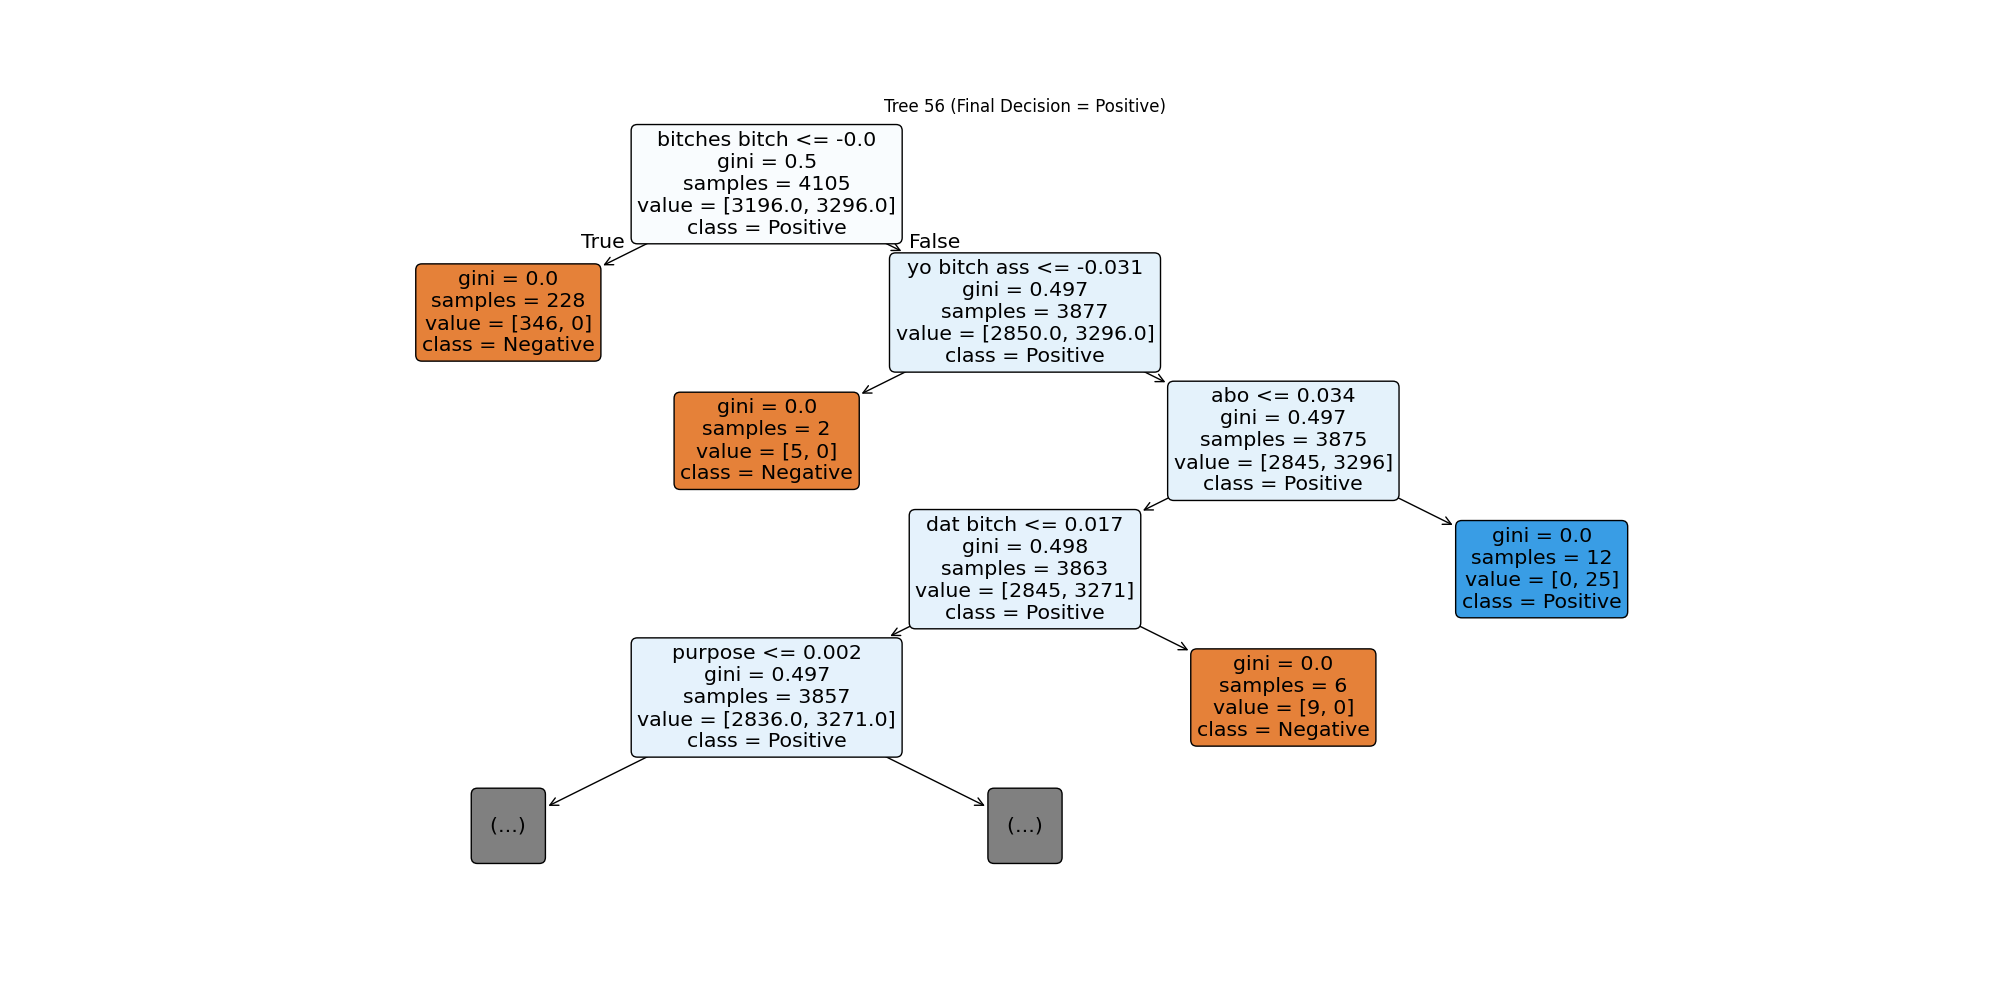 Tree 56 (Final Decision = Positive)
bitches bitch <= -0.0
gini = 0.5
samples = 4105
value = [3196.0, 3296.0]
class = Positive
True
False
gini = 0.0
samples = 228
value = [346, 0]
class = Negative
yo bitch ass <= -0.031
gini = 0.497
samples = 3877
value = [2850.0, 3296.0]
class = Positive
gini = 0.0
samples = 2
value = [5, 0]
class = Negative
abo <= 0.034
gini = 0.497
samples = 3875
value = [2845, 3296]
class = Positive
dat bitch <= 0.017
gini = 0.498
samples = 3863
value = [2845, 3271]
class = Positive
gini = 0.0
samples = 12
value = [0, 25]
class = Positive
purpose <= 0.002
gini = 0.497
samples = 3857
value = [2836.0, 3271.0]
class = Positive
gini = 0.0
samples = 6
value = [9, 0]
class = Negative
(...)
(...)